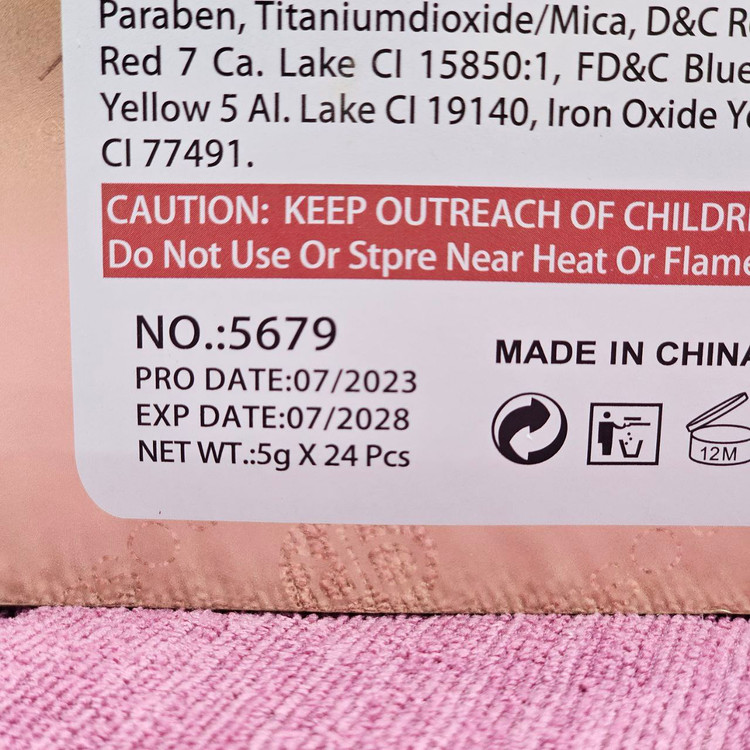 Paraben, Titaniumdioxide/Mica, D&C
Red 7 Ca. Lake CI 15850:1, FD&C Blue
Yellow 5 Al. Lake CI 19140, Iron Oxide
CI 77491.
CAUTION: KEEP OUTREACH OF
Do Not Use Or Stpre Near Heat Or
NO.:5679
PRO DATE:07/2023
EXP DATE:07/2028
NET WT.:5g X 24 Pcs
MADE IN CHINA
12M